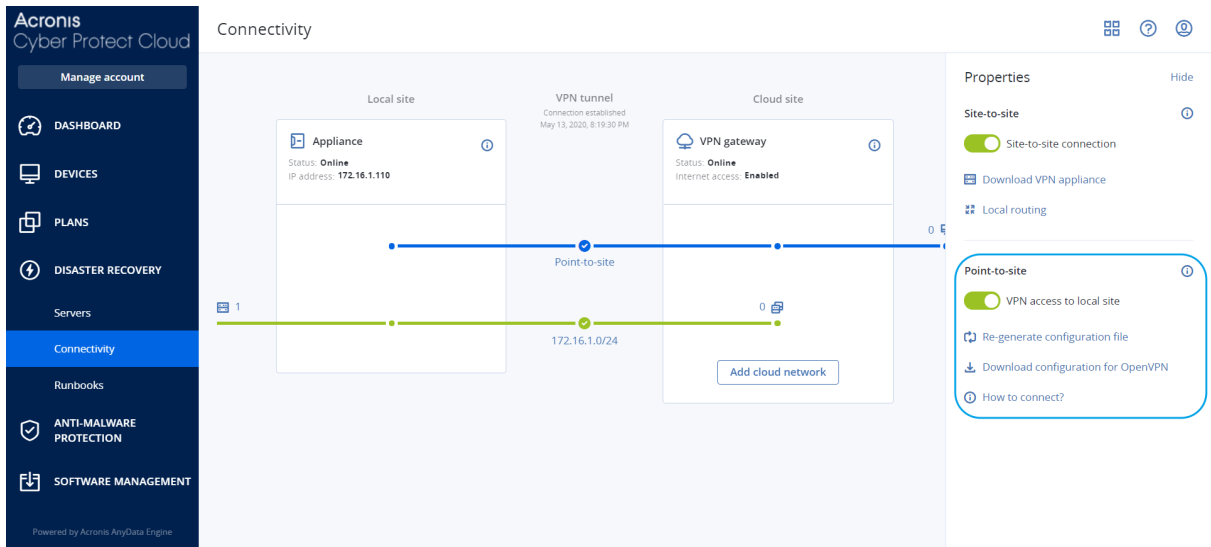 Acronis
Cyber Protect Cloud
Manage account
DASHBOARD
DEVICES
PLANS
DISASTER RECOVERY
Servers
Connectivity
Runbooks
ANTI-MALWARE
PROTECTION
SOFTWARE MANAGEMENT
Powered by Acronis AnyData Engine
Connectivity
Local site
VPN tunnel
Connection established
May 13, 2020, 8:19:30 PM
Cloud site
Appliance
Status: Online
IP address: 172.16.1.110
VPN gateway
Status: Online
Internet access: Enabled
0
Point-to-site
1
0
172.16.1.0/24
Add cloud network
Properties
Hide
Site-to-site
Site-to-site connection
Download VPN appliance
Local routing
Point-to-site
VPN access to local site
Re-generate configuration file
Download configuration for OpenVPN
How to connect?